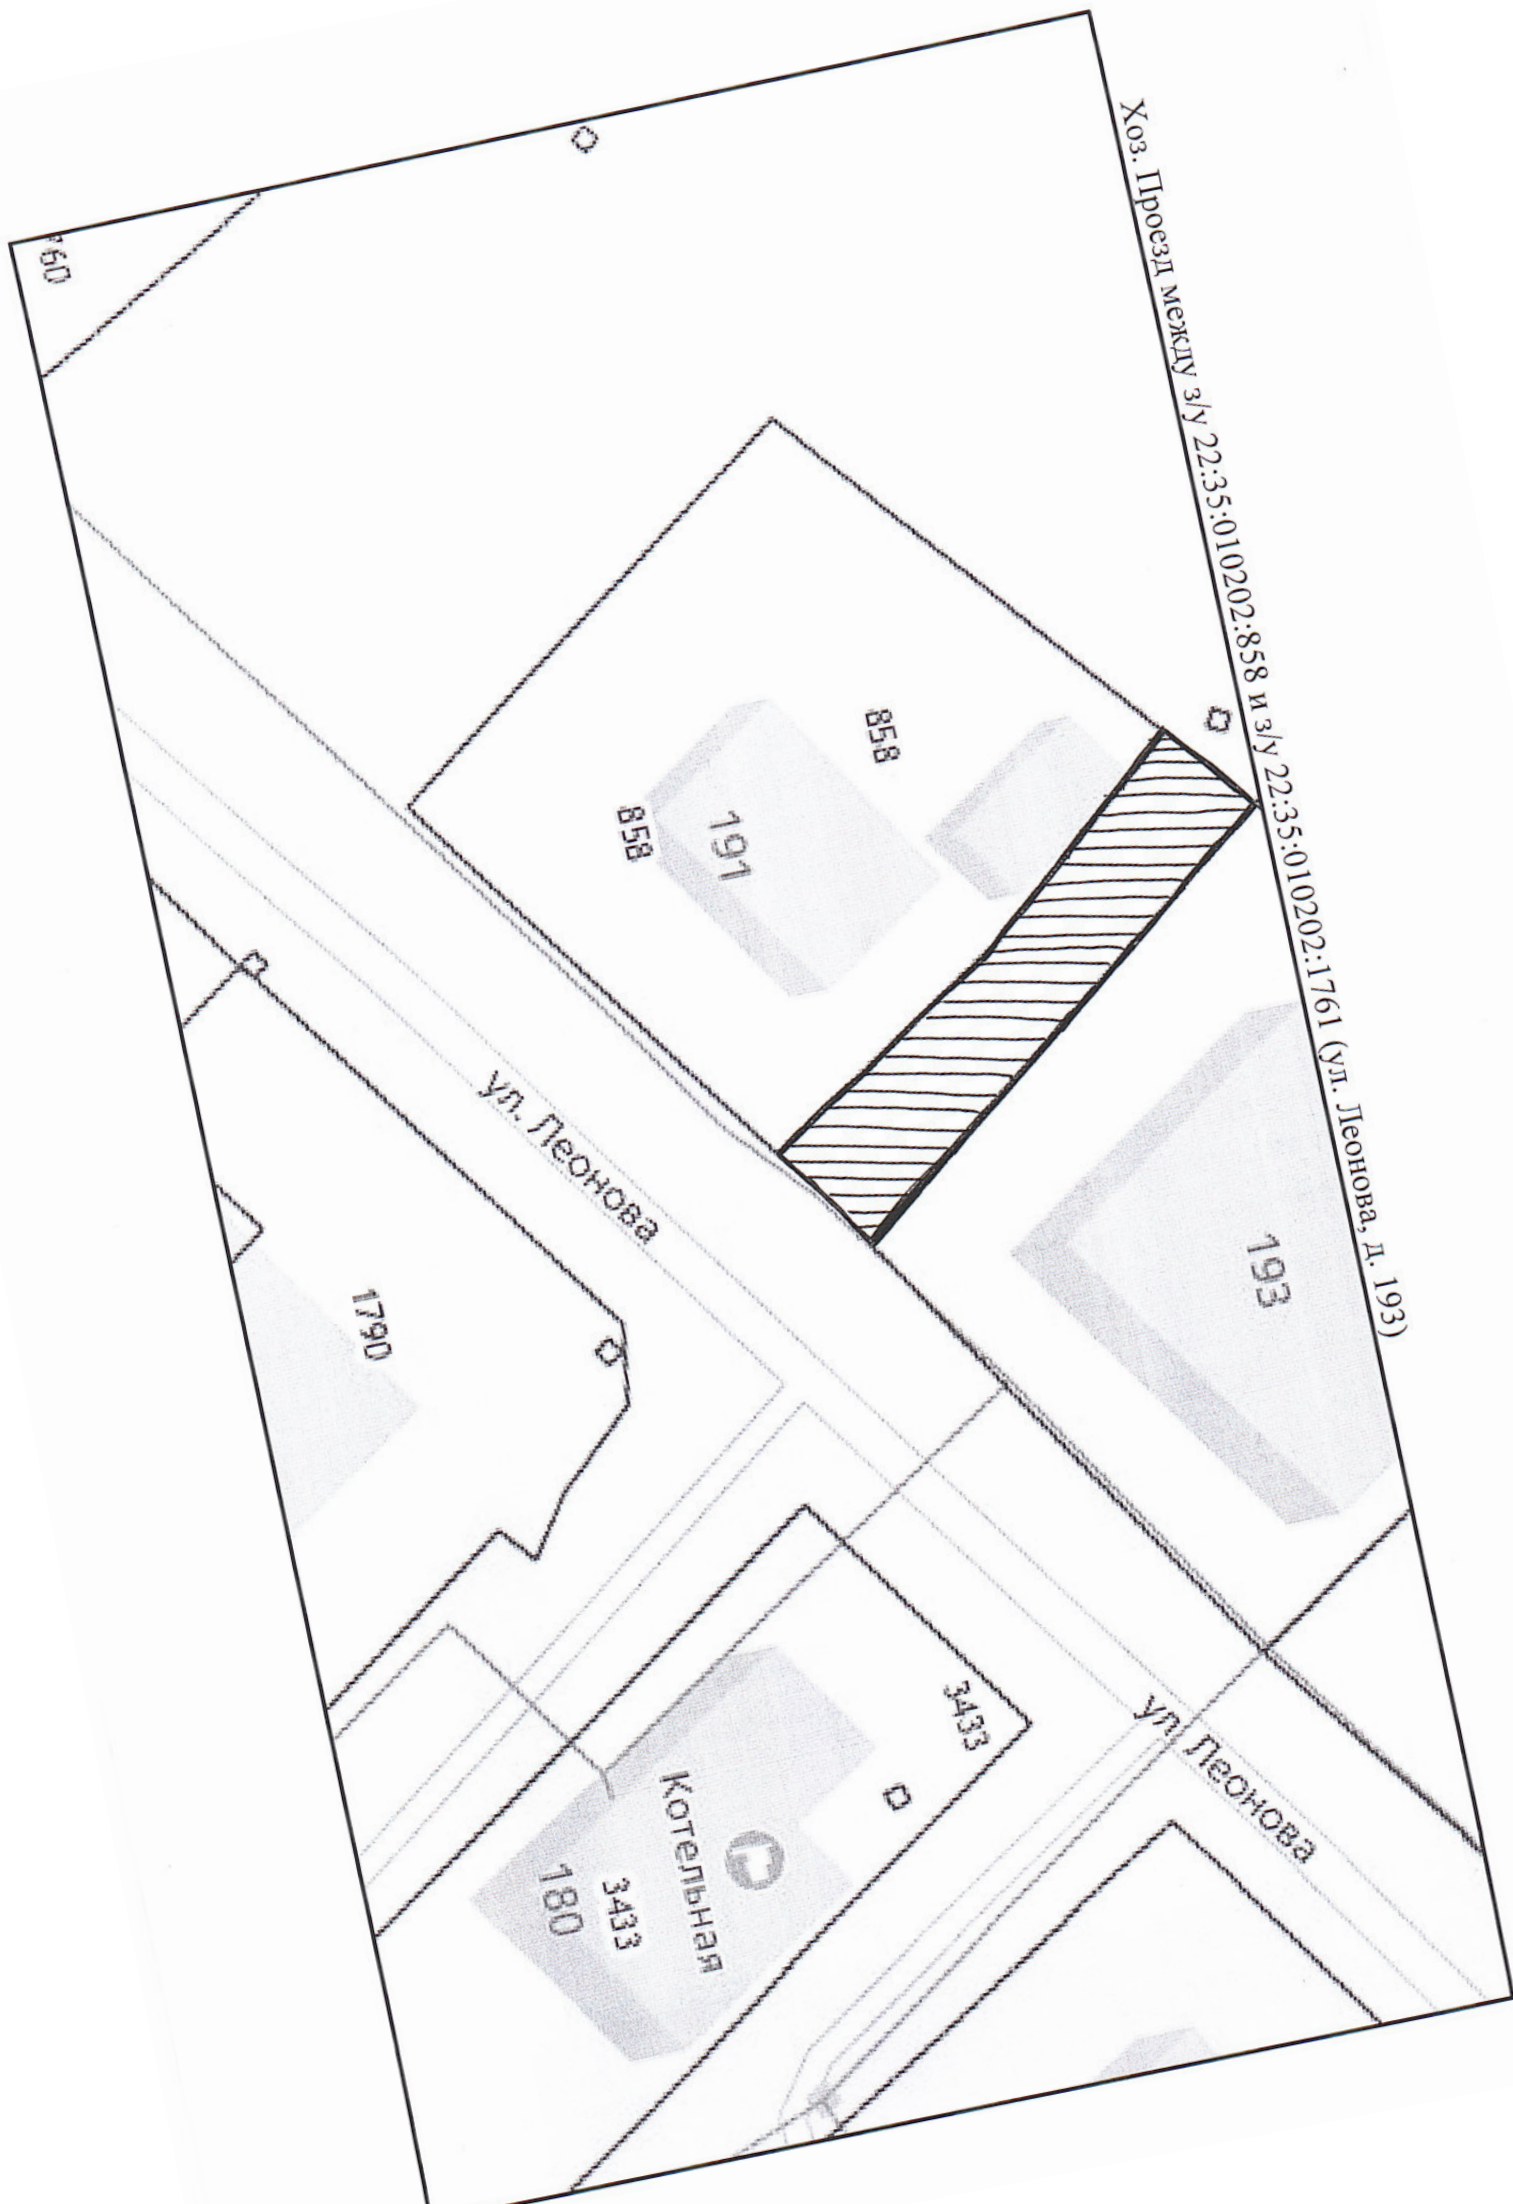 Хоз. Проезд между з/у 22:35:010202:858 и з/у 22:35:010202:1761 (ул. Леонова, д. 193)
193
858
191
858
ул. Леонова
ул. Леонова
3433
Котельная
3433
180
1790
760